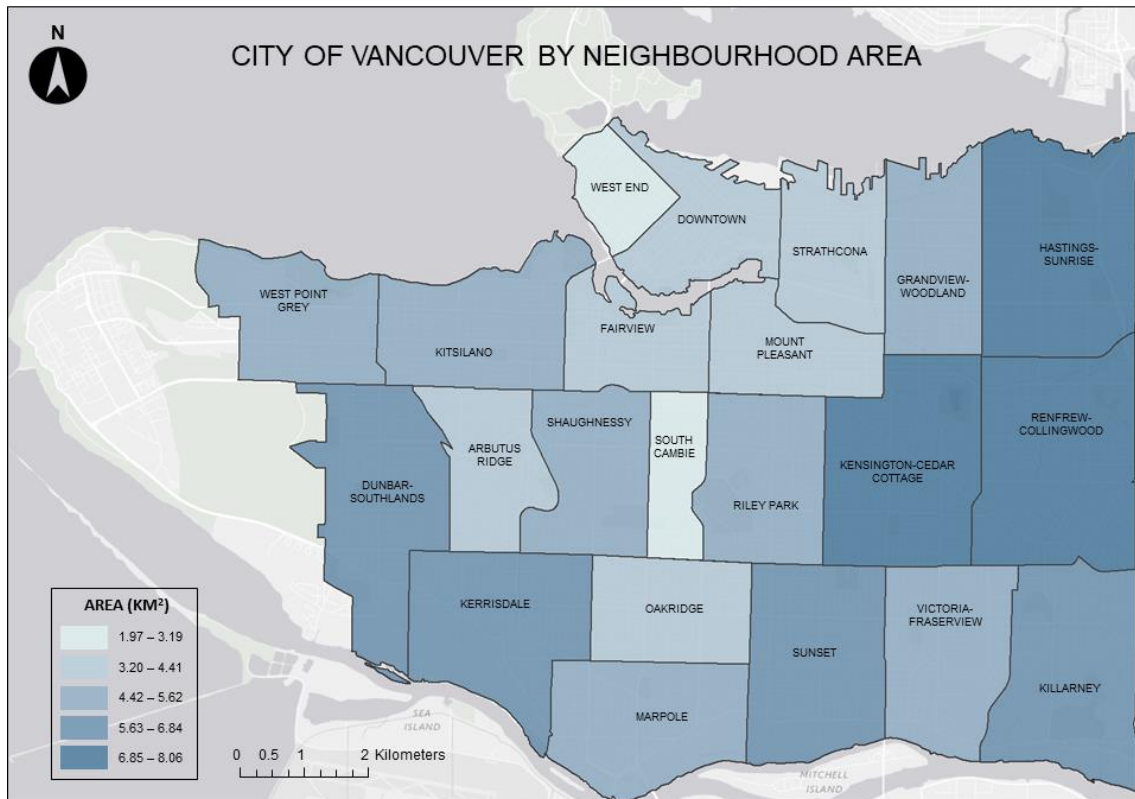 N
CITY OF VANCOUVER BY NEIGHBOURHOOD AREA
WEST END
DOWNTOWN
STRATHCONA
HASTINGS-
SUNRISE
GRANDVIEW-
WOODLAND
WEST POINT
GREY
KITSILANO
FAIRVIEW
MOUNT
PLEASANT
SHAUGHNESSY
ARBUTUS
RIDGE
SOUTH
CAMBIE
RENFREW-
COLLINGWOOD
KENSINGTON-CEDAR
COTTAGE
DUNBAR-
SOUTHLANDS
RILEY PARK
KERRISDALE
OAKRIDGE
VICTORIA-
FRASERVIEW
SUNSET
KILLARNEY
MARPOLE
SEA
ISLAND
MITCHELL
ISLAND
AREA (KM²)
1.97 – 3.19
3.20 – 4.41
4.42 – 5.62
5.63 – 6.84
6.85 – 8.06
0 0.5 1 2 Kilometers